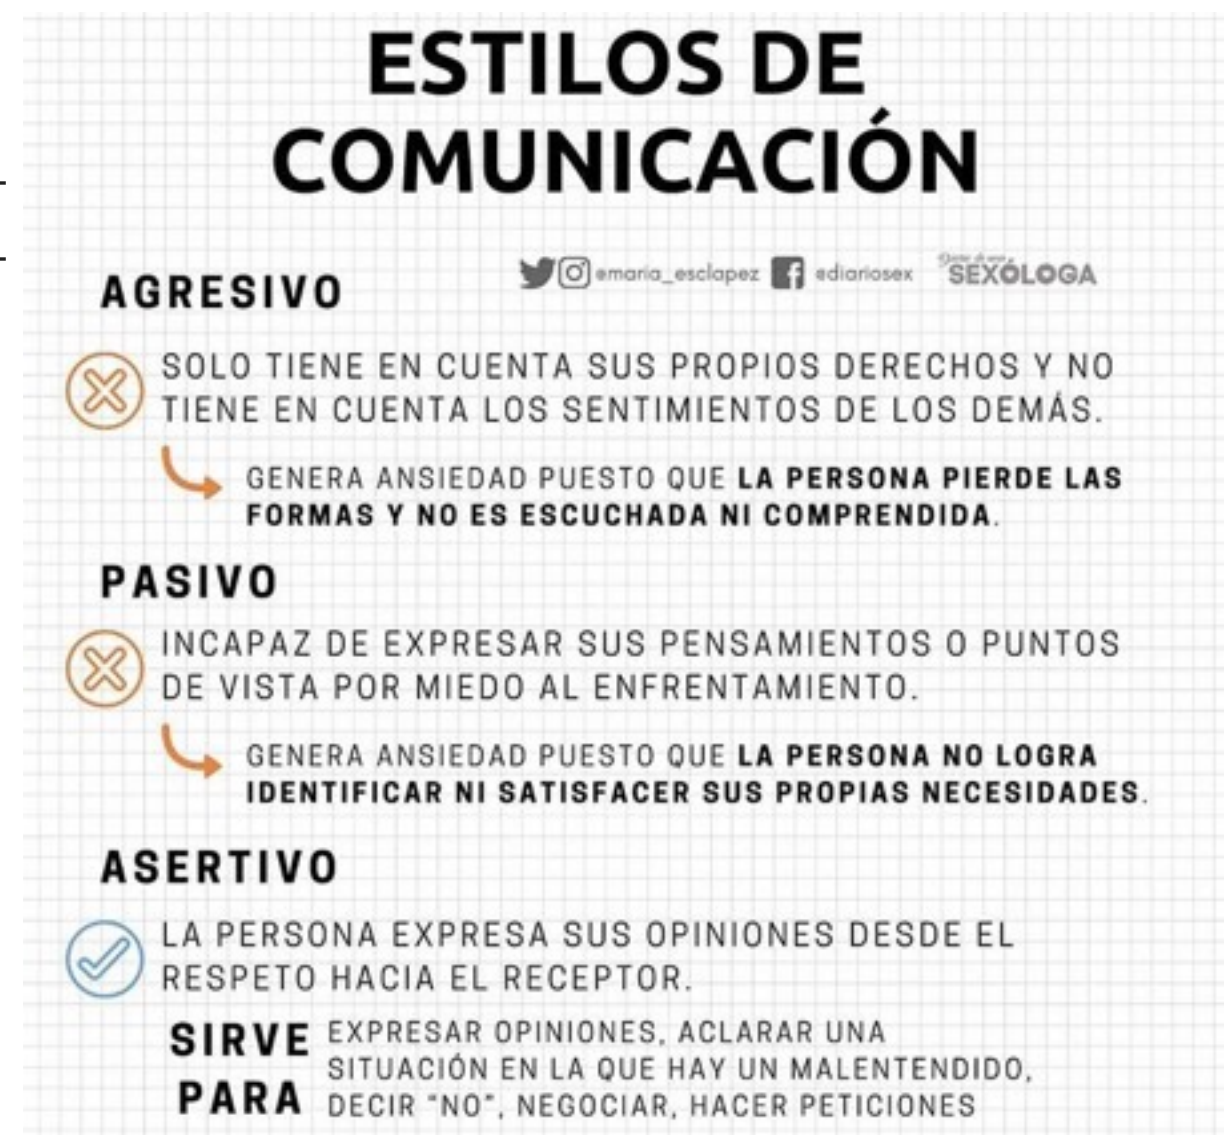 ESTILOS DE
COMUNICACIÓN
@maria_esclapez @diariosex Diario de una SEXÓLOGA
AGRESIVO
SOLO TIENE EN CUENTA SUS PROPIOS DERECHOS Y NO
TIENE EN CUENTA LOS SENTIMIENTOS DE LOS DEMÁS.
GENERA ANSIEDAD PUESTO QUE LA PERSONA PIERDE LAS
FORMAS Y NO ES ESCUCHADA NI COMPRENDIDA.
PASIVO
INCAPAZ DE EXPRESAR SUS PENSAMIENTOS O PUNTOS
DE VISTA POR MIEDO AL ENFRENTAMIENTO.
GENERA ANSIEDAD PUESTO QUE LA PERSONA NO LOGRA
IDENTIFICAR NI SATISFACER SUS PROPIAS NECESIDADES.
ASERTIVO
LA PERSONA EXPRESA SUS OPINIONES DESDE EL
RESPETO HACIA EL RECEPTOR.
SIRVE
PARA
EXPRESAR OPINIONES, ACLARAR UNA
SITUACIÓN EN LA QUE HAY UN MALENTENDIDO,
DECIR "NO", NEGOCIAR, HACER PETICIONES